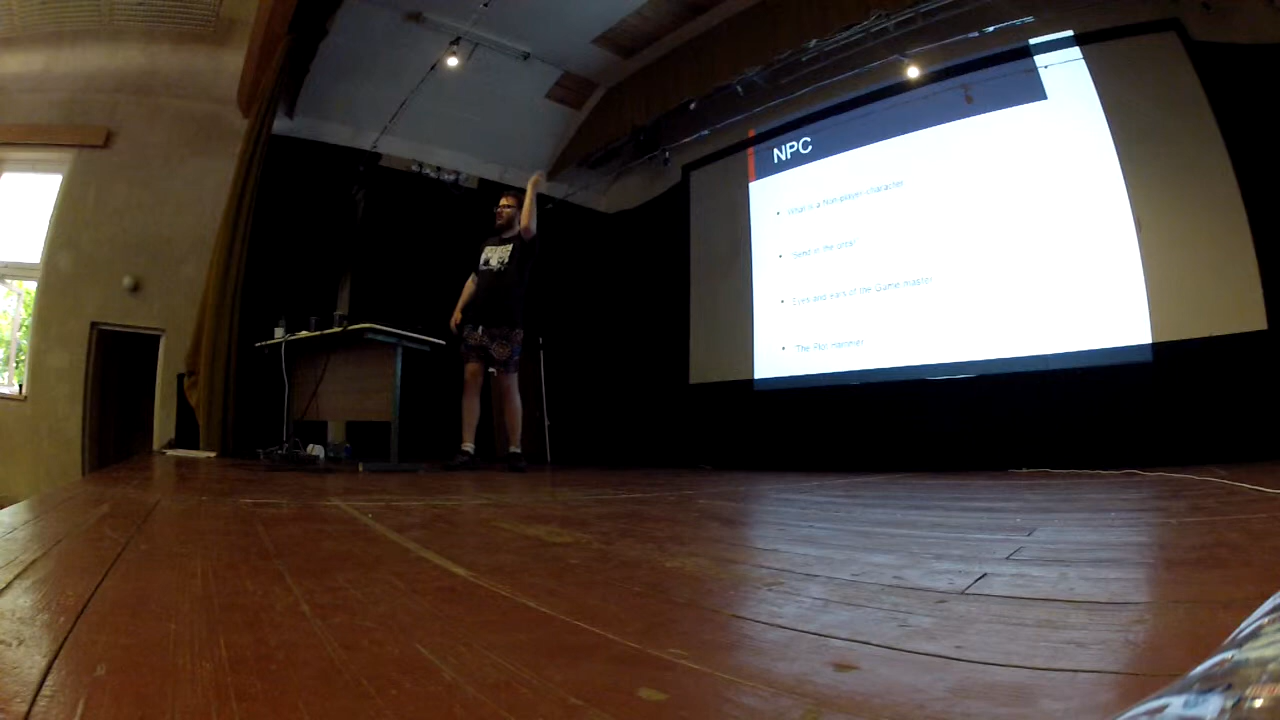 NPC
• What is a Non-player character
• "Send in the orcs!"
• Eyes and ears of the Game master
• "The Plot Hammer"